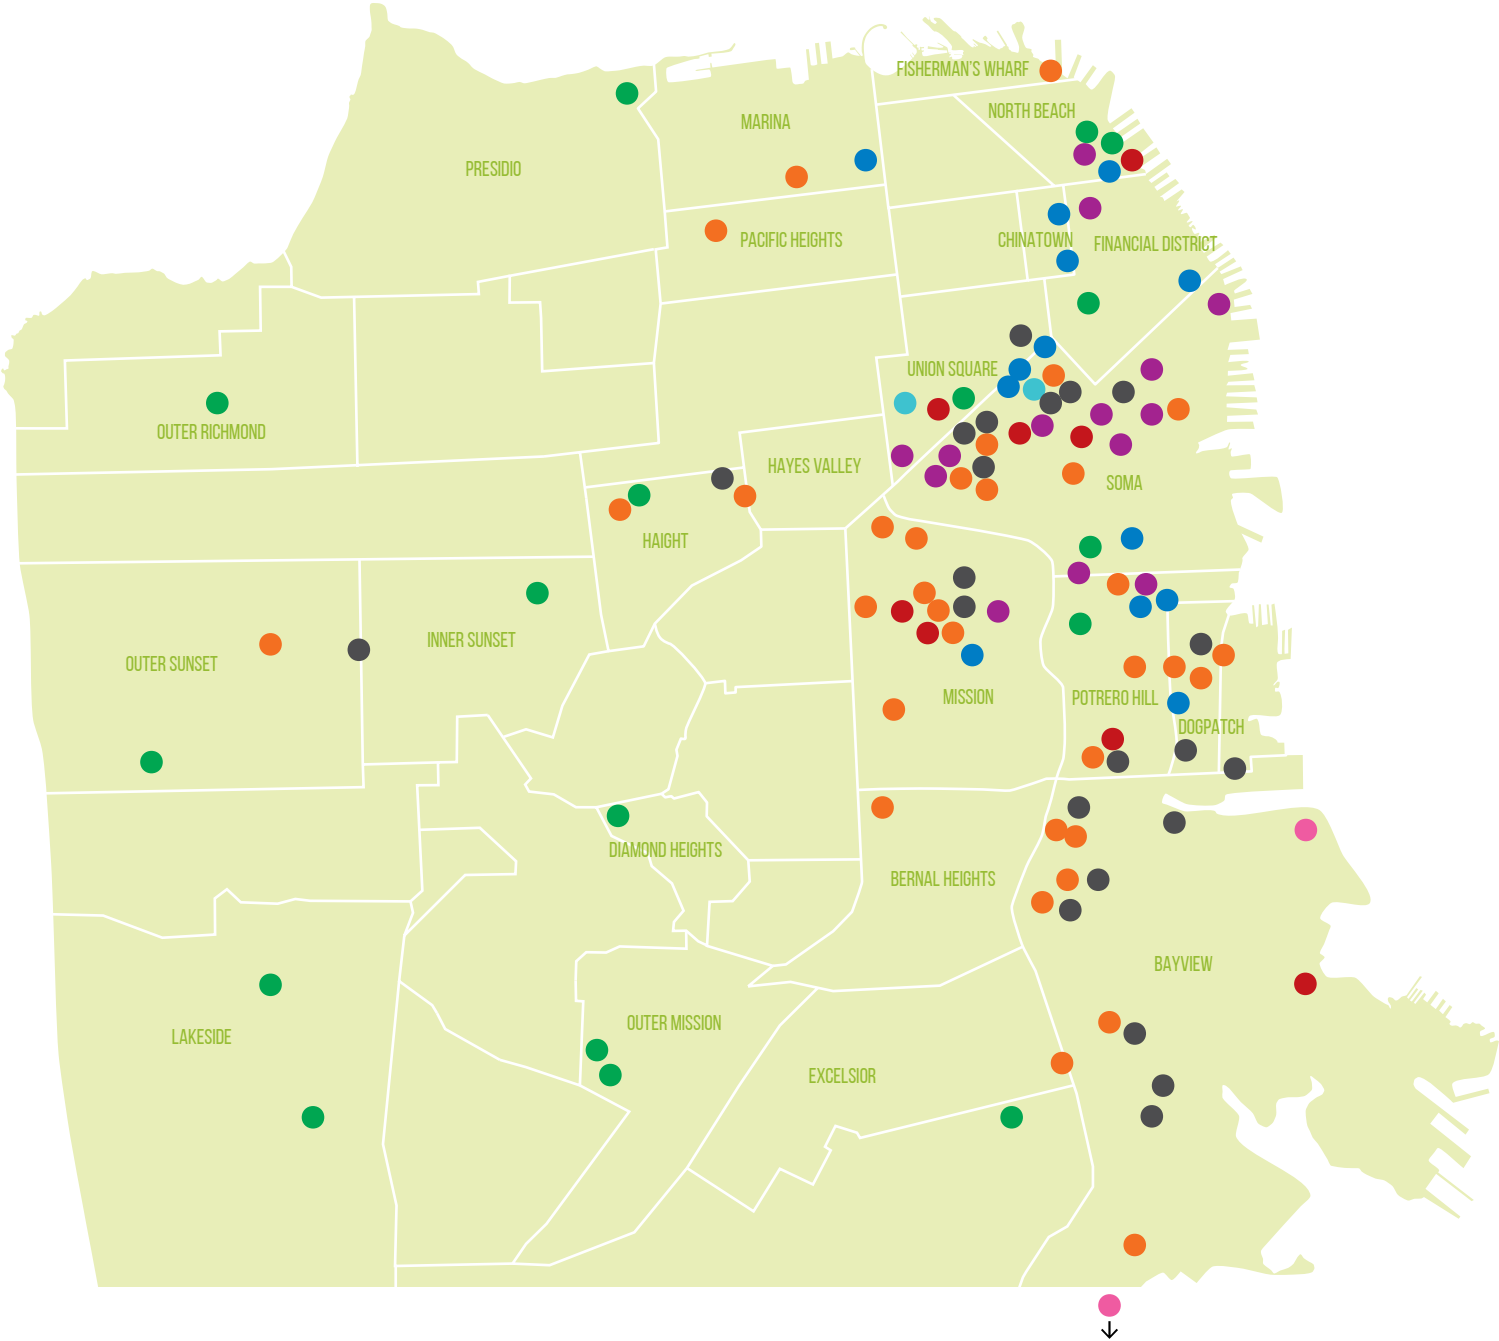 FISHERMAN'S WHARF
NORTH BEACH
MARINA
PRESIDIO
PACIFIC HEIGHTS
CHINATOWN
FINANCIAL DISTRICT
UNION SQUARE
OUTER RICHMOND
HAYES VALLEY
SOMA
HAIGHT
INNER SUNSET
OUTER SUNSET
MISSION
POTRERO HILL
DOGPATCH
DIAMOND HEIGHTS
BERNAL HEIGHTS
BAYVIEW
OUTER MISSION
LAKESIDE
EXCELSIOR